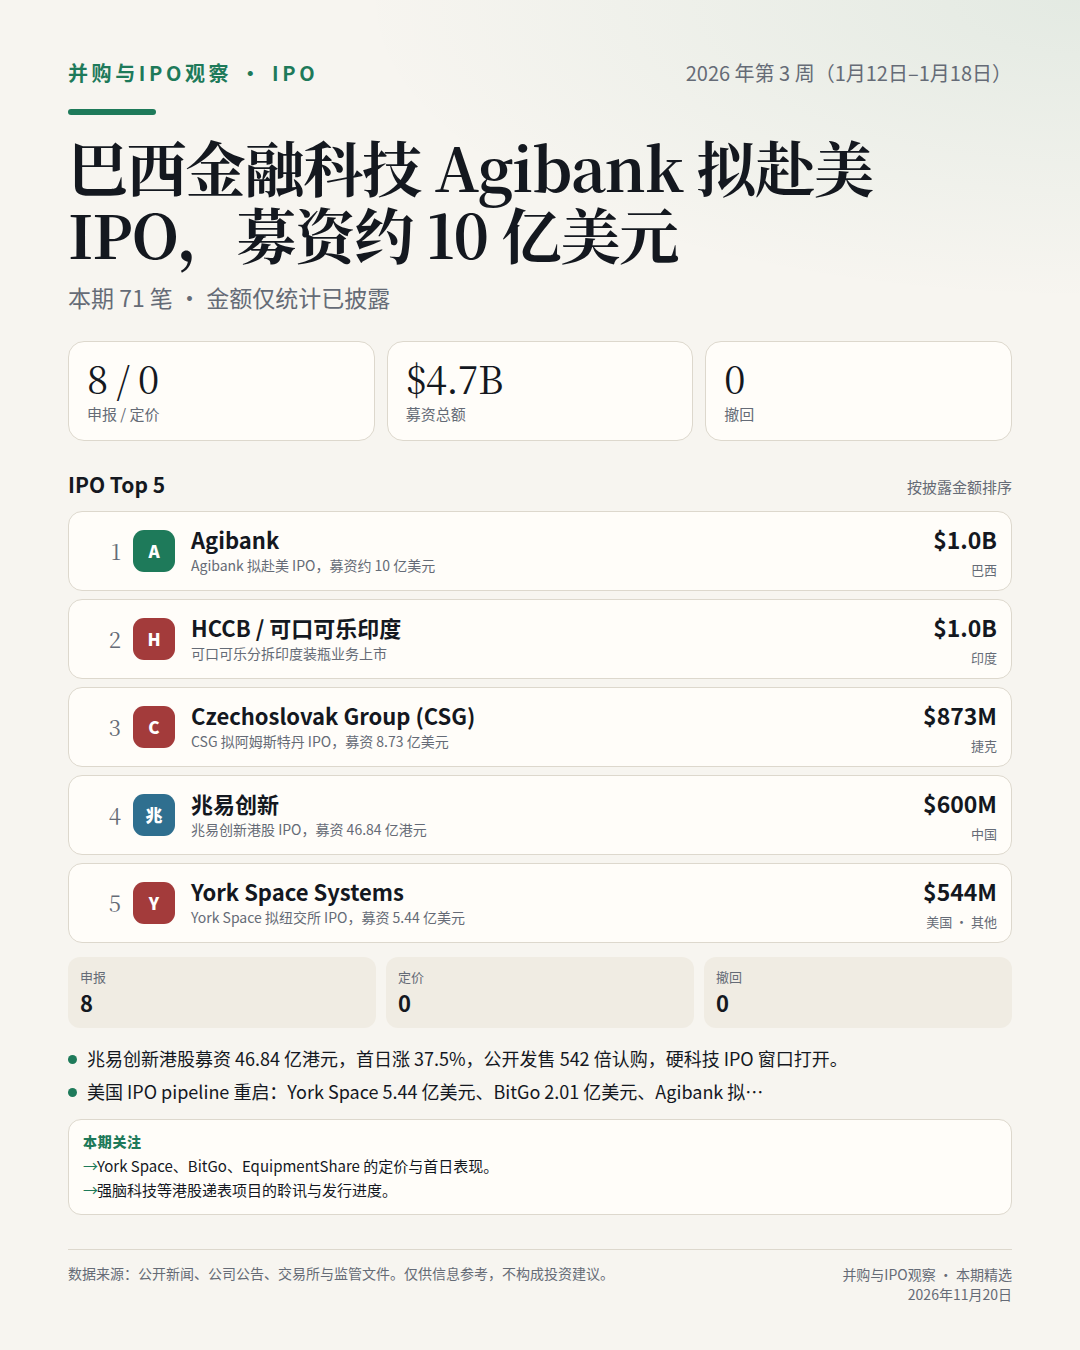 并购与IPO观察 · IPO
2026 年第 3 周（1月12日–1月18日）
巴西金融科技 Agibank 拟赴美
IPO，募资约 10 亿美元
本期 71 笔 · 金额仅统计已披露
8 / 0
申报 / 定价
$4.7B
募资总额
0
撤回
IPO Top 5
按披露金额排序
1
A
Agibank
Agibank 拟赴美 IPO，募资约 10 亿美元
$1.0B
巴西
2
H
HCCB / 可口可乐印度
可口可乐分拆印度装瓶业务上市
$1.0B
印度
3
C
Czechoslovak Group (CSG)
CSG 拟阿姆斯特丹 IPO，募资 8.73 亿美元
$873M
捷克
4
兆
兆易创新
兆易创新港股 IPO，募资 46.84 亿港元
$600M
中国
5
Y
York Space Systems
York Space 拟纽交所 IPO，募资 5.44 亿美元
$544M
美国 · 其他
申报
8
定价
0
撤回
0
兆易创新港股募资 46.84 亿港元，首日涨 37.5%，公开发售 542 倍认购，硬科技 IPO 窗口打开。
美国 IPO pipeline 重启：York Space 5.44 亿美元、BitGo 2.01 亿美元、Agibank 拟…
本期关注
→York Space、BitGo、EquipmentShare 的定价与首日表现。
→强脑科技等港股递表项目的聆讯与发行进度。
数据来源：公开新闻、公司公告、交易所与监管文件。仅供信息参考，不构成投资建议。
并购与IPO观察 · 本期精选
2026年11月20日